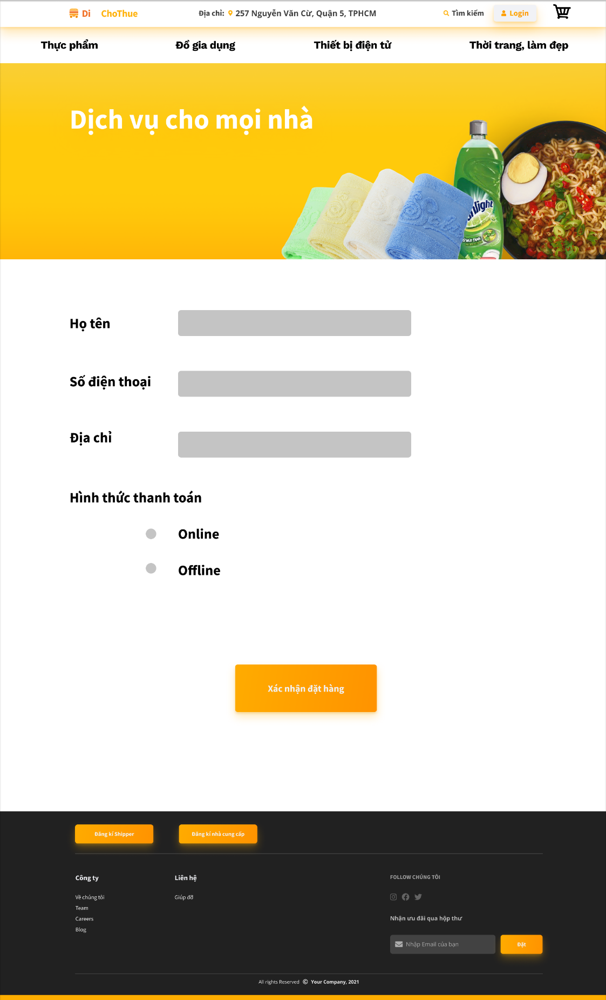 Di ChoThue
Địa chỉ: 257 Nguyễn Văn Cừ, Quận 5, TPHCM
Tìm kiếm
Login
Thực phẩm
Đồ gia dụng
Thiết bị điện tử
Thời trang, làm đẹp
Dịch vụ cho mọi nhà
Họ tên
Số điện thoại
Địa chỉ
Hình thức thanh toán
Online
Offline
Xác nhận đặt hàng
Đăng kí Shipper
Đăng kí nhà cung cấp
Công ty
Về chúng tôi
Team
Careers
Blog
Liên hệ
Giúp đỡ
FOLLOW CHÚNG TÔI
Nhận ưu đãi qua hộp thư
Nhập Email của bạn
Đặt
All rights Reserved © Your Company, 2021